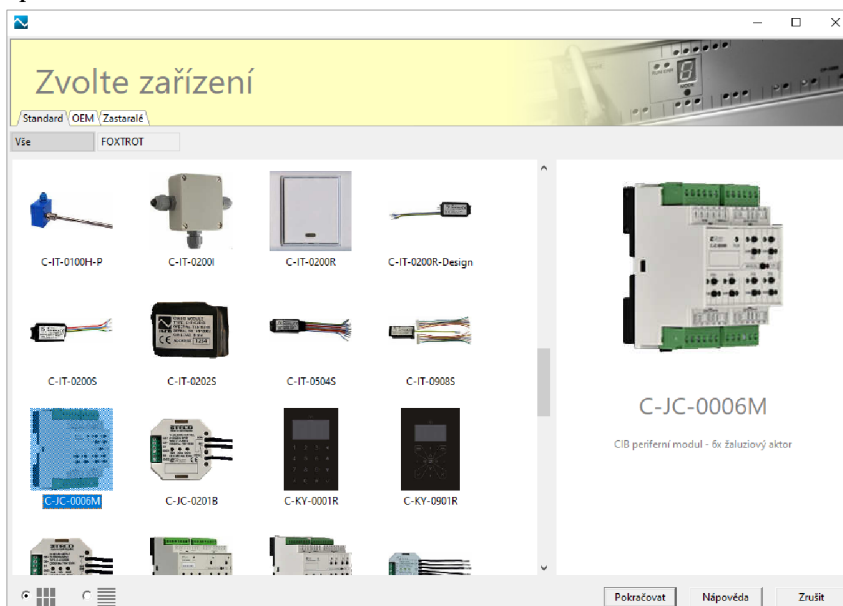 Zvolte zařízení
Standard OEM Zastaralé
Vše FOXTROT
C-IT-0100H-P C-IT-0200I C-IT-0200R C-IT-0200R-Design
C-IT-0200S C-IT-0202S C-IT-0504S C-IT-0908S
C-JC-0006M C-JC-0201B C-KY-0001R C-KY-0901R
C-JC-0006M
CIB periferní modul - 6x žaluziový aktor
Pokračovat Nápověda Zrušit